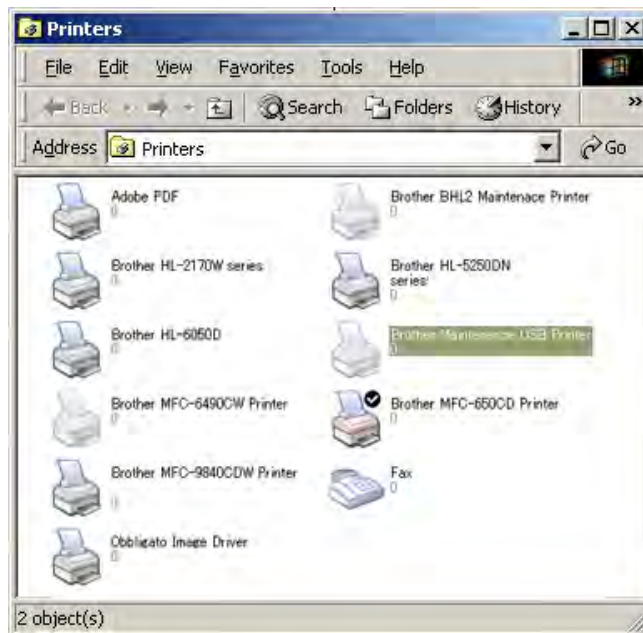 Printers
File Edit View Favorites Tools Help
Back Search Folders History »
Address Printers Go
Adobe PDF
0
Brother BHL2 Maintenace Printer
0
Brother HL-2170W series
0
Brother HL-5250DN
series
0
Brother HL-6050D
0
Brother Maintenance USB Printer
0
Brother MFC-6490CW Printer
0
Brother MFC-650CD Printer
0
Brother MFC-9840CDW Printer
0
Fax
0
Obbligato Image Driver
0
2 object(s)